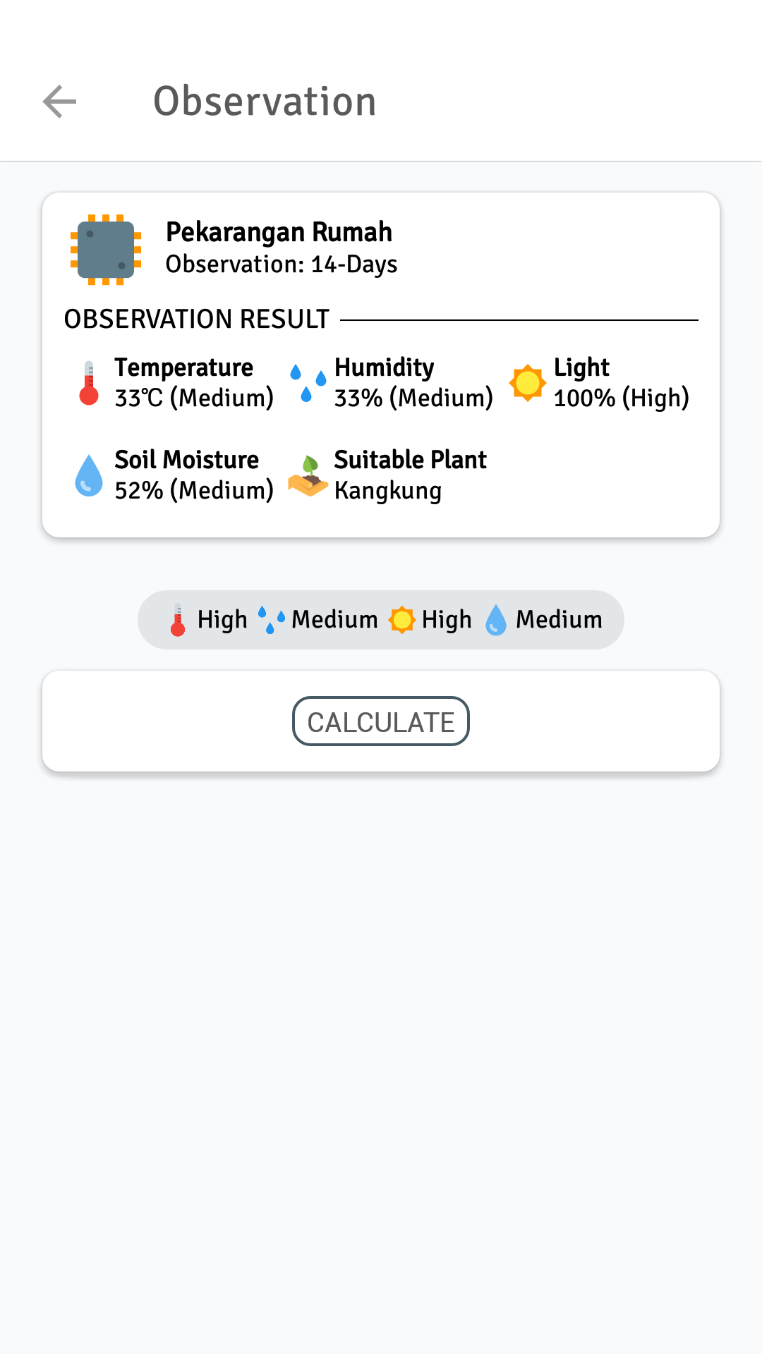 Observation
Pekarangan Rumah
Observation: 14-Days
OBSERVATION RESULT
Temperature
33℃ (Medium)
Humidity
33% (Medium)
Light
100% (High)
Soil Moisture
52% (Medium)
Suitable Plant
Kangkung
High Medium High Medium
CALCULATE